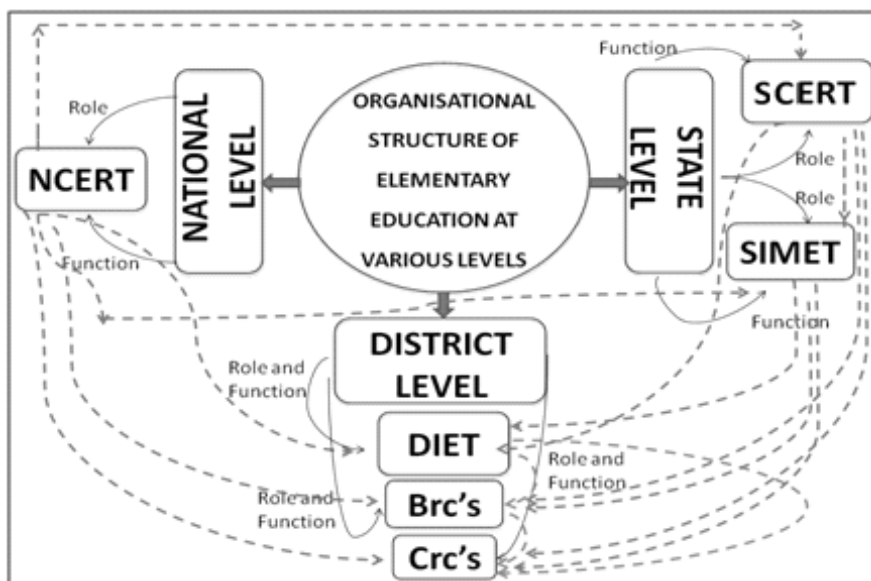 Function
SCERT
Role
NATIONAL
LEVEL
ORGANISATIONAL
STRUCTURE OF
ELEMENTARY
EDUCATION AT
VARIOUS LEVELS
STATE
LEVEL
NCERT
Role
Role
Function
SIMET
Function
DISTRICT
LEVEL
Role and
Function
DIET
Role and
Function
Brc's
Role and
Function
Crc's